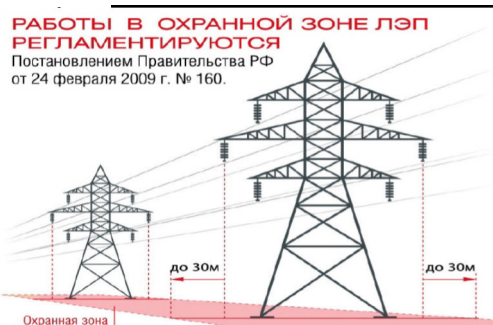 РАБОТЫ В ОХРАННОЙ ЗОНЕ ЛЭП
РЕГЛАМЕНТИРУЮТСЯ
Постановлением Правительства РФ
от 24 февраля 2009 г. № 160.
до 30м
до 30м
Охранная зона